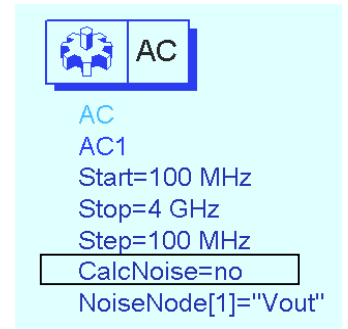 AC
AC
AC1
Start=100 MHz
Stop=4 GHz
Step=100 MHz
CalcNoise=no
NoiseNode[1]="Vout"